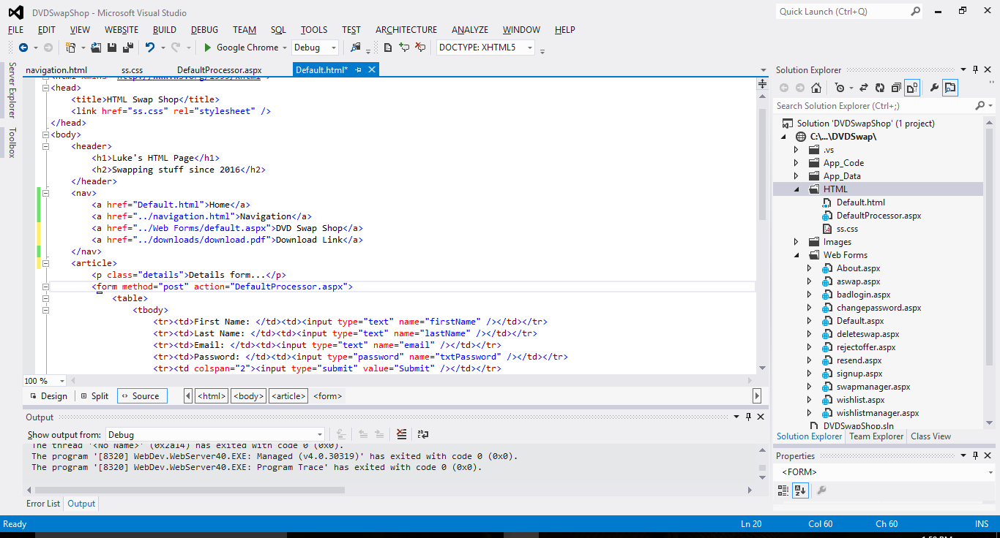 DVDSwapShop - Microsoft Visual Studio
Quick Launch (Ctrl+Q)
FILE EDIT VIEW WEBSITE BUILD DEBUG TEAM SQL TOOLS TEST ARCHITECTURE ANALYZE WINDOW HELP
Google Chrome Debug DOCTYPE: XHTML5
Server Explorer
Toolbox
navigation.html ss.css DefaultProcessor.aspx Default.html*
<head>
<title>HTML Swap Shop</title>
<link href="ss.css" rel="stylesheet" />
</head>
<body>
<header>
<h1>Luke's HTML Page</h1>
<h2>Swapping stuff since 2016</h2>
</header>
<nav>
<a href="Default.html">Home</a>
<a href="../navigation.html">Navigation</a>
<a href="../Web Forms/default.aspx">DVD Swap Shop</a>
<a href="../downloads/download.pdf">Download Link</a>
</nav>
<article>
<p class="details">Details form...</p>
<form method="post" action="DefaultProcessor.aspx">
<table>
<tbody>
<tr><td>First Name: </td><td><input type="text" name="firstName" /></td></tr>
<tr><td>Last Name: </td><td><input type="text" name="lastName" /></td></tr>
<tr><td>Email: </td><td><input type="text" name="email" /></td></tr>
<tr><td>Password: </td><td><input type="password" name="txtPassword" /></td></tr>
<tr><td colspan="2"><input type="submit" value="Submit" /></td></tr>
100 %
Design Split Source <html> <body> <article> <form>
Output
Show output from: Debug
The thread '<No Name>' (0x2a14) has exited with code 0 (0x0).
The program '[8320] WebDev.WebServer40.EXE: Managed (v4.0.30319)' has exited with code 0 (0x0).
The program '[8320] WebDev.WebServer40.EXE: Program Trace' has exited with code 0 (0x0).
Error List Output
Solution Explorer
Search Solution Explorer (Ctrl+;)
Solution 'DVDSwapShop' (1 project)
C:\...\DVDSwap\
.vs
App_Code
App_Data
HTML
Default.html
DefaultProcessor.aspx
ss.css
Images
Web Forms
About.aspx
aswap.aspx
badlogin.aspx
changepassword.aspx
Default.aspx
deleteswap.aspx
rejectoffer.aspx
resend.aspx
signup.aspx
swapmanager.aspx
wishlist.aspx
wishlistmanager.aspx
DVDSwapShop.sln
Solution Explorer Team Explorer Class View
Properties
<FORM>
Ready Ln 20 Col 60 Ch 60 INS